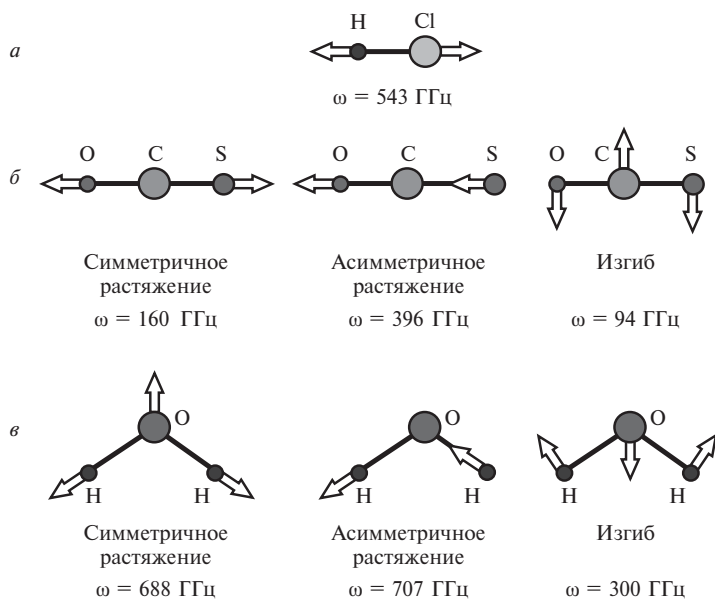 а
H Cl
ω = 543 ГГц
б
O C S O C S O C S
Симметричное Асимметричное Изгиб
растяжение растяжение
ω = 160 ГГц ω = 396 ГГц ω = 94 ГГц
в
O O O
H H H H H H
Симметричное Асимметричное Изгиб
растяжение растяжение
ω = 688 ГГц ω = 707 ГГц ω = 300 ГГц